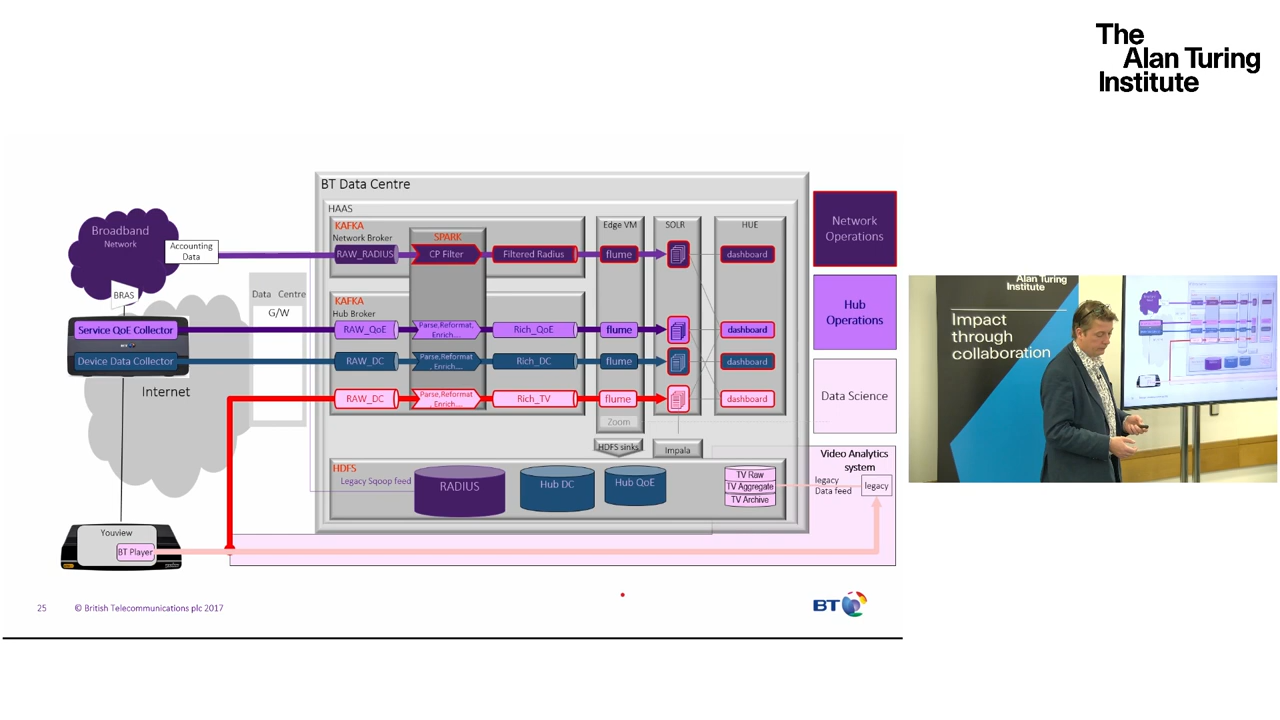 The
Alan Turing
Institute
BT Data Centre
HAAS
KAFKA
Network Broker
SPARK
Edge VM
SOLR
HUE
Broadband
Network
Accounting
Data
RAW_RADIUS
CP Filter
Filtered Radius
flume
dashboard
Network
Operations
BRAS
Data Centre
G/W
KAFKA
Hub Broker
Service QoE Collector
RAW_QoE
Parse,Reformat,
Enrich....
Rich_QoE
flume
dashboard
Hub
Operations
Device Data Collector
RAW_DC
Parse,Reformat
, Enrich....
Rich_DC
flume
dashboard
Internet
RAW_DC
Parse,Reformat
, Enrich....
Rich_TV
flume
dashboard
Data Science
Zoom
HDFS sinks
Impala
HDFS
Legacy Sqoop feed
RADIUS
Hub DC
Hub QoE
TV Raw
TV Aggregate
TV Archive
Video Analytics
system
legacy
Data feed
legacy
Youview
BT Player
25
© British Telecommunications plc 2017
BT
Alan Turing
Institute
Impact
through
collaboration